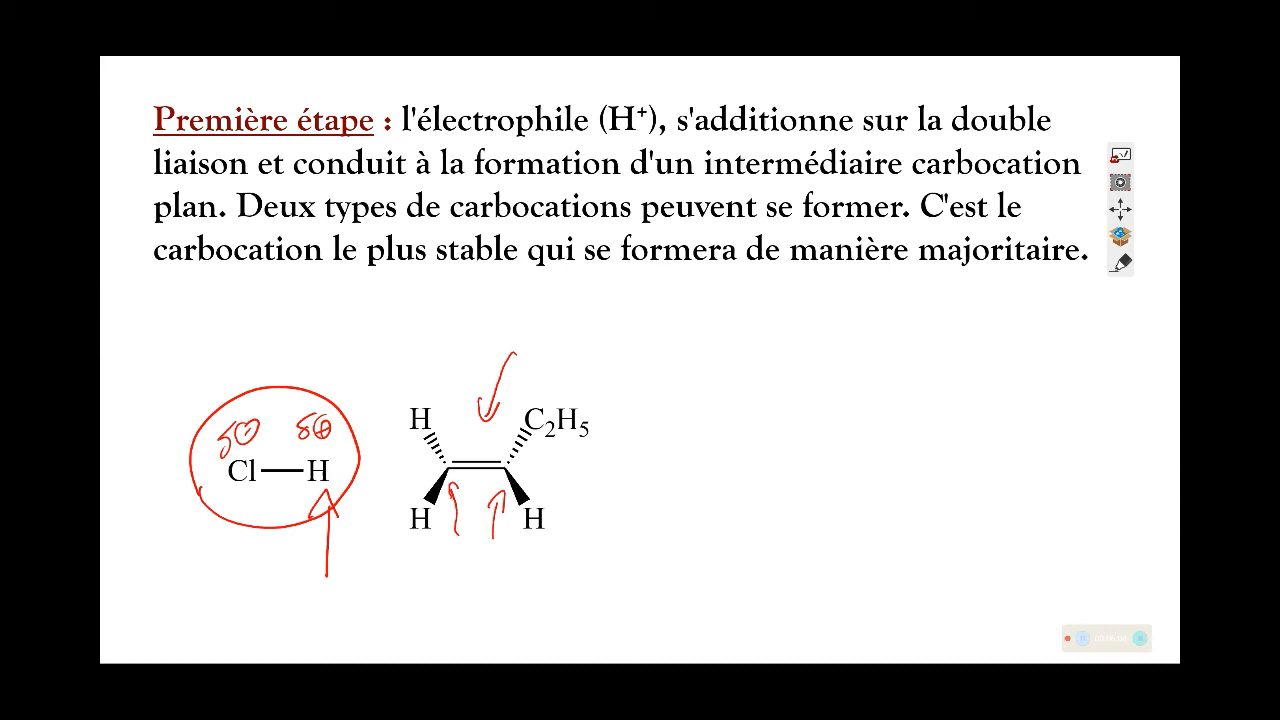 Première étape : l'électrophile (H⁺), s'additionne sur la double
liaison et conduit à la formation d'un intermédiaire carbocation
plan. Deux types de carbocations peuvent se former. C'est le
carbocation le plus stable qui se formera de manière majoritaire.
δ⊖ δ⊕
Cl—H
H C₂H₅
H H